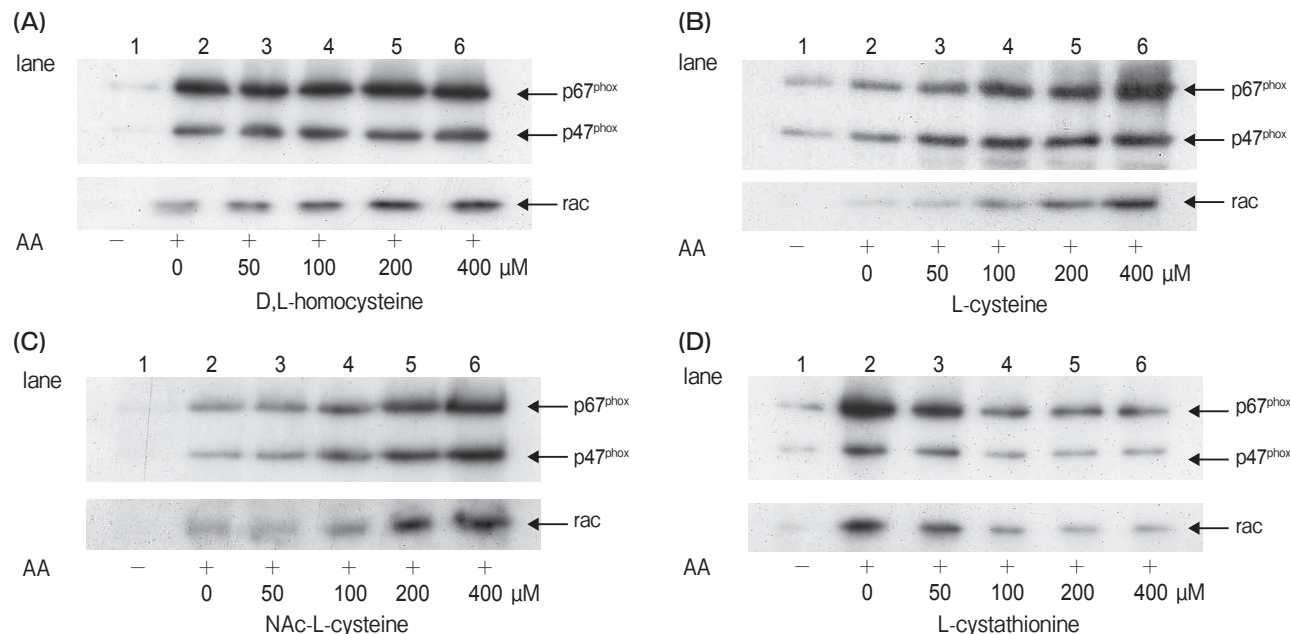 (A)
lane 1 2 3 4 5 6
p67phox
p47phox
rac
AA − + + + + +
0 50 100 200 400 μM
D,L-homocysteine
(B)
lane 1 2 3 4 5 6
p67phox
p47phox
rac
AA − + + + + +
0 50 100 200 400 μM
L-cysteine
(C)
lane 1 2 3 4 5 6
p67phox
p47phox
rac
AA − + + + + +
0 50 100 200 400 μM
NAc-L-cysteine
(D)
lane 1 2 3 4 5 6
p67phox
p47phox
rac
AA − + + + + +
0 50 100 200 400 μM
L-cystathionine